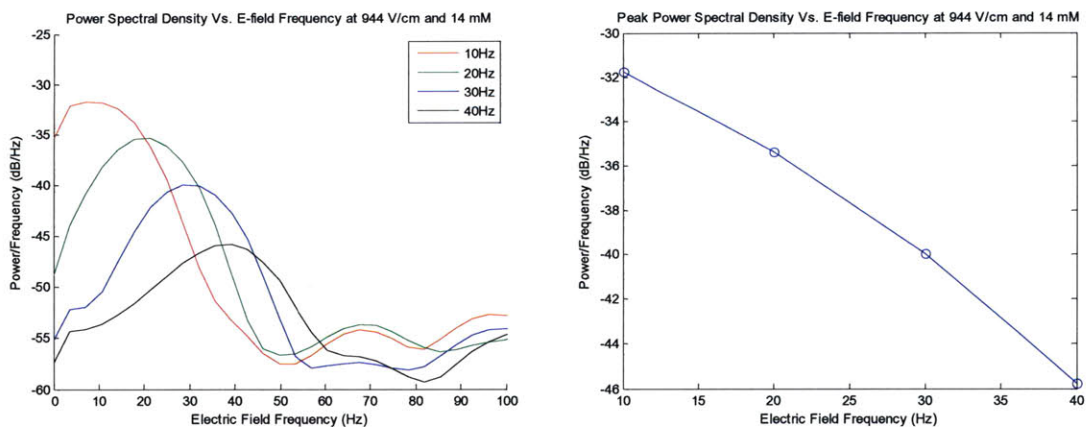 Power Spectral Density Vs. E-field Frequency at 944 V/cm and 14 mM
-25
-30
-35
-40
-45
-50
-55
-60
Power/Frequency (dB/Hz)
10Hz
20Hz
30Hz
40Hz
0 10 20 30 40 50 60 70 80 90 100
Electric Field Frequency (Hz)
Peak Power Spectral Density Vs. E-field Frequency at 944 V/cm and 14 mM
-30
-32
-34
-36
-38
-40
-42
-44
-46
Power/Frequency (dB/Hz)
10 15 20 25 30 35 40
Electric Field Frequency (Hz)